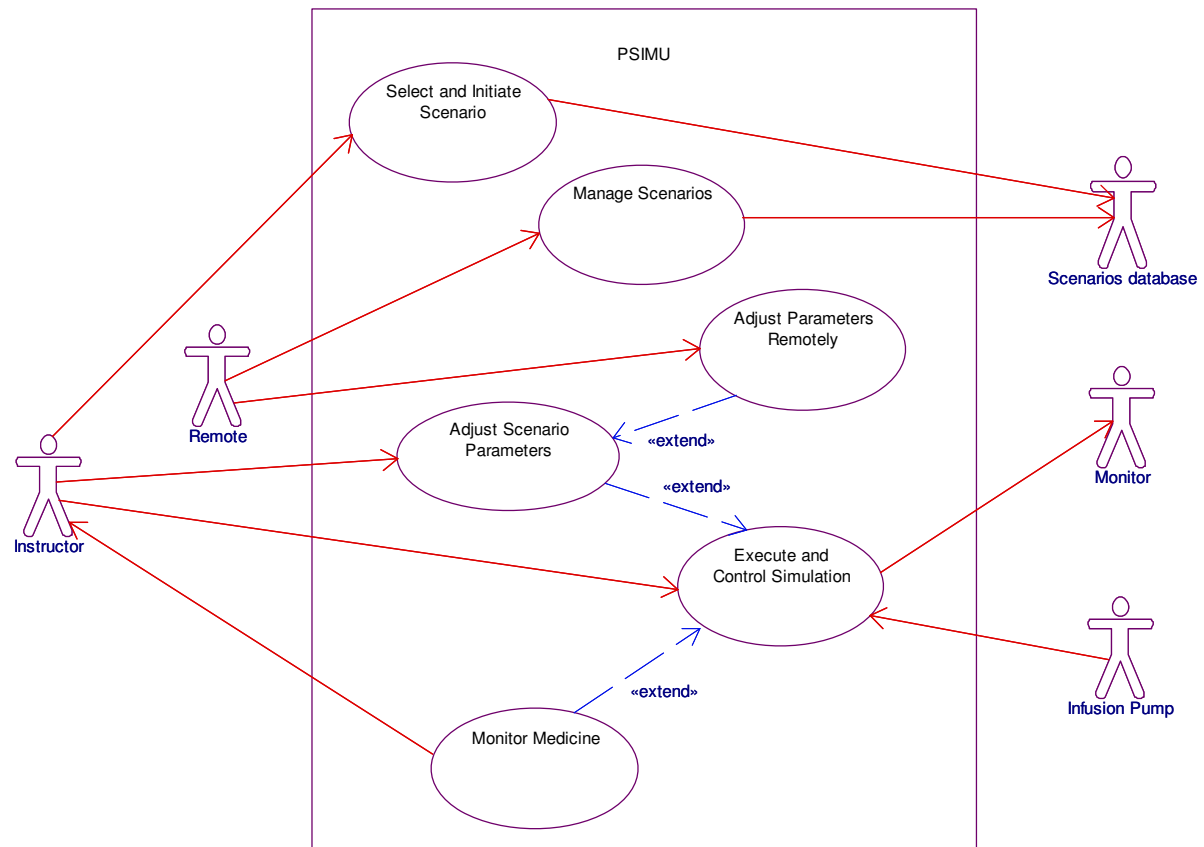 PSIMU
Select and Initiate
Scenario
Manage Scenarios
Scenarios database
Adjust Parameters
Remotely
Remote
«extend»
Adjust Scenario
Parameters
Monitor
«extend»
Instructor
Execute and
Control Simulation
«extend»
Infusion Pump
Monitor Medicine